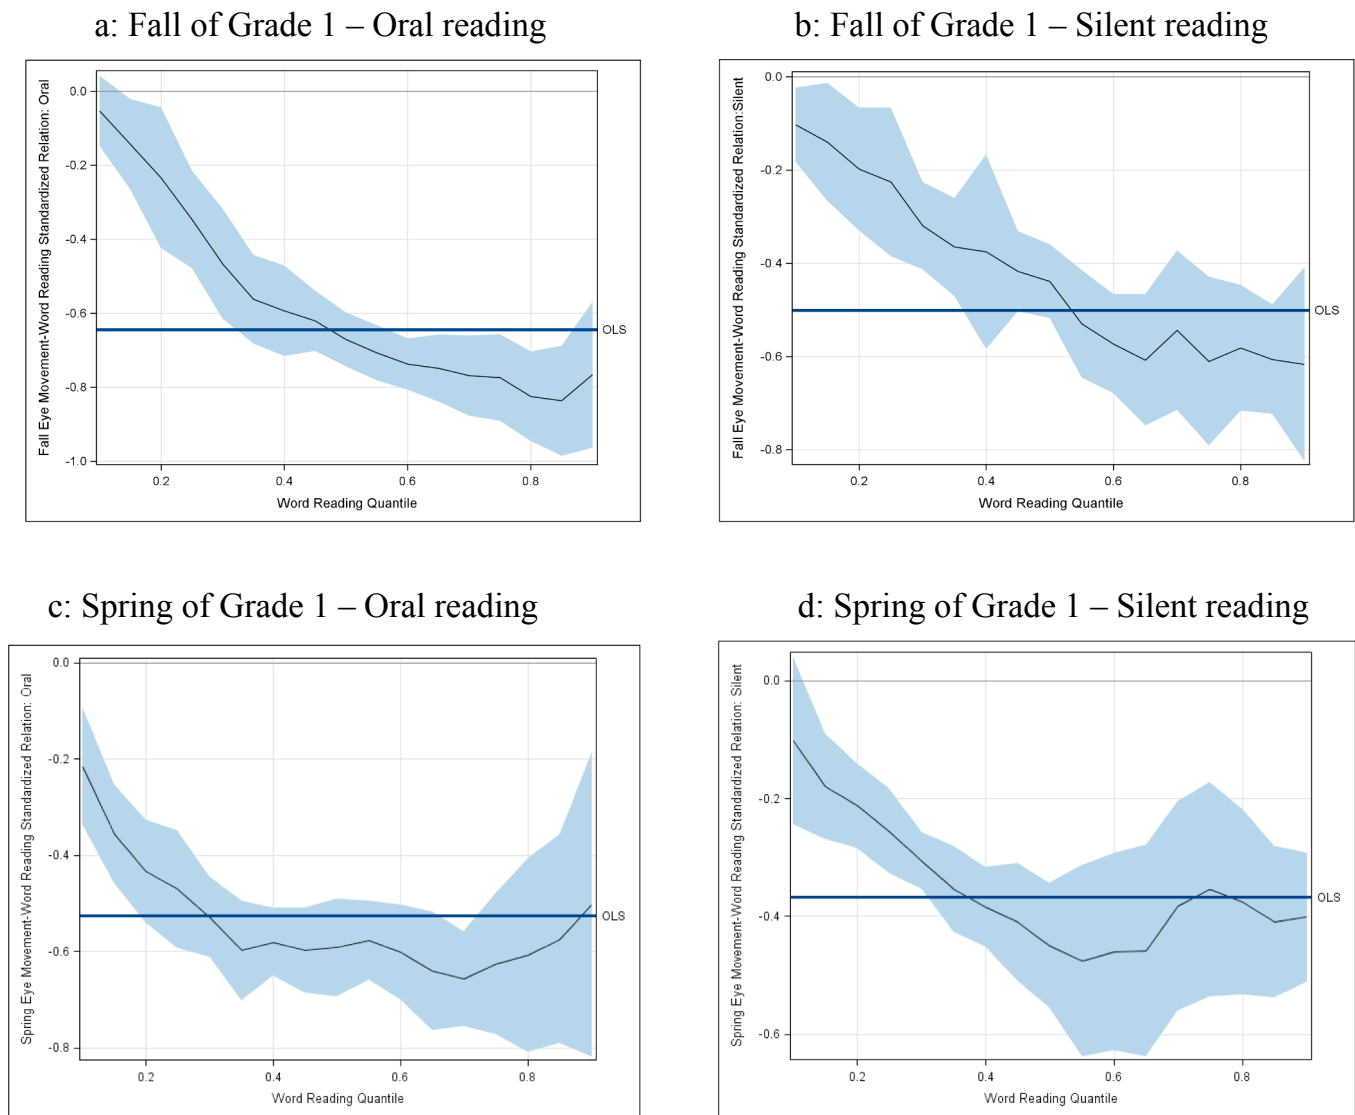 a: Fall of Grade 1 – Oral reading
Fall Eye Movement-Word Reading Standardized Relation: Oral
0.0
-0.2
-0.4
-0.6
-0.8
-1.0
OLS
0.2 0.4 0.6 0.8
Word Reading Quantile
b: Fall of Grade 1 – Silent reading
Fall Eye Movement-Word Reading Standardized Relation:Silent
0.0
-0.2
-0.4
-0.6
-0.8
OLS
0.2 0.4 0.6 0.8
Word Reading Quantile
c: Spring of Grade 1 – Oral reading
Spring Eye Movement-Word Reading Standardized Relation: Oral
0.0
-0.2
-0.4
-0.6
-0.8
OLS
0.2 0.4 0.6 0.8
Word Reading Quantile
d: Spring of Grade 1 – Silent reading
Spring Eye Movement-Word Reading Standardized Relation: Silent
0.0
-0.2
-0.4
-0.6
OLS
0.2 0.4 0.6 0.8
Word Reading Quantile